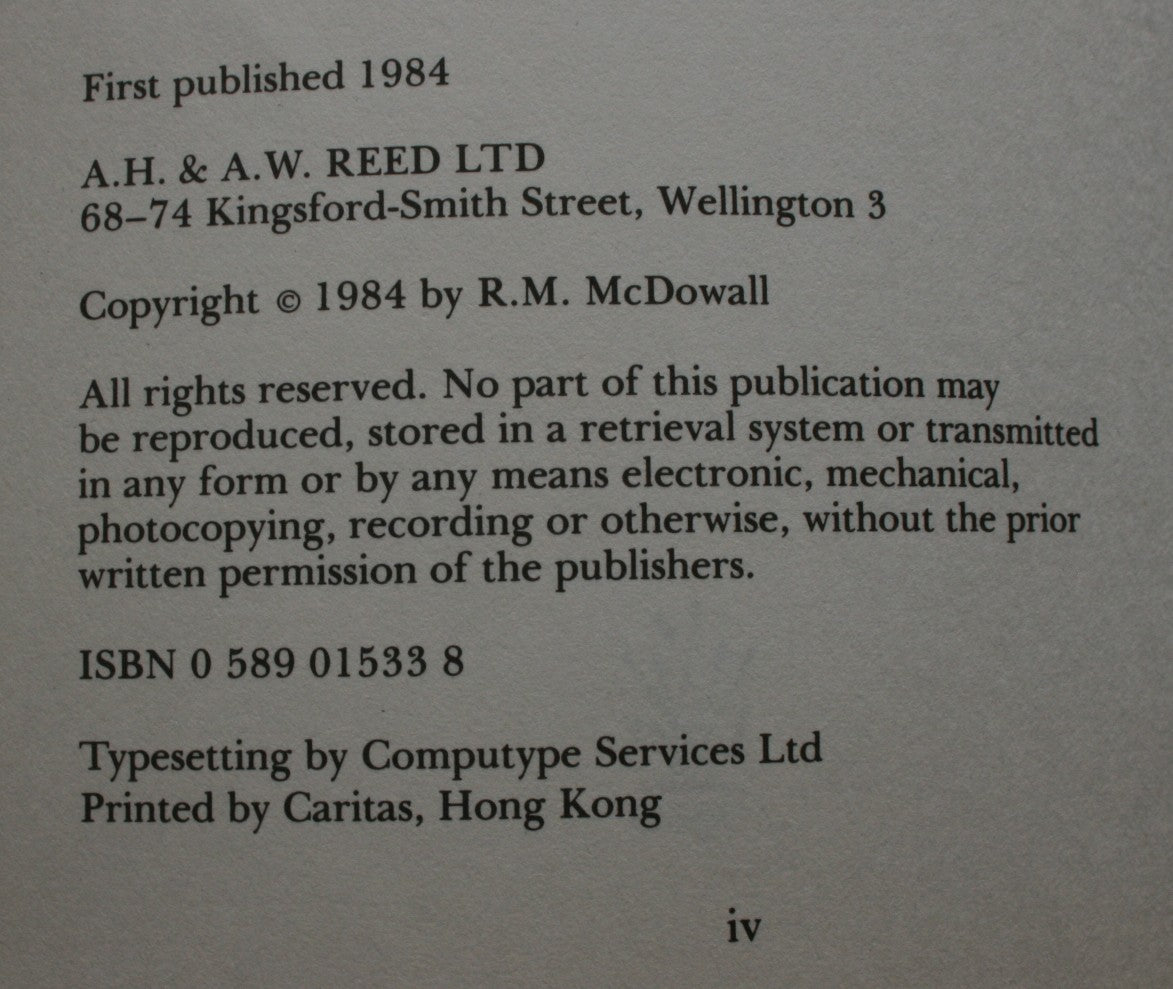 First published 1984
A.H. & A.W. REED LTD
68–74 Kingsford-Smith Street, Wellington 3
Copyright © 1984 by R.M. McDowall
All rights reserved. No part of this publication may
be reproduced, stored in a retrieval system or transmitted
in any form or by any means electronic, mechanical,
photocopying, recording or otherwise, without the prior
written permission of the publishers.
ISBN 0 589 01533 8
Typesetting by Computype Services Ltd
Printed by Caritas, Hong Kong
iv